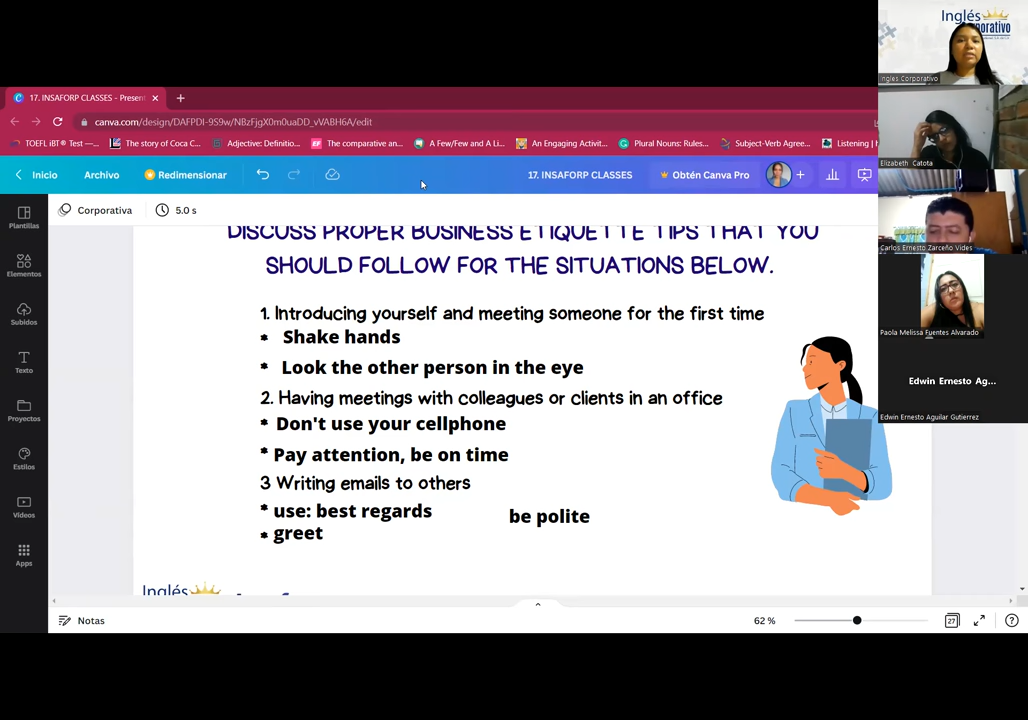 Inglés
orporativo
Ingles Corporativo
17. INSAFORP CLASSES - Present
canva.com/design/DAFPDI-9S9w/NBzFjgX0m0uaDD_vVABH6A/edit
TOEFL iBT® Test —... The story of Coca C... Adjective: Definitio... The comparative an... A Few/Few and A Li... An Engaging Activit... Plural Nouns: Rules... Subject-Verb Agree... Listening |
Inicio Archivo Redimensionar 17. INSAFORP CLASSES Obtén Canva Pro
Elizabeth Catota
Plantillas
Elementos
Subidos
Texto
Proyectos
Estilos
Videos
Apps
Corporativa 5.0 s
DISCUSS PROPER BUSINESS ETIQUETTE TIPS THAT YOU
SHOULD FOLLOW FOR THE SITUATIONS BELOW.
1. Introducing yourself and meeting someone for the first time
* Shake hands
* Look the other person in the eye
2. Having meetings with colleagues or clients in an office
* Don't use your cellphone
* Pay attention, be on time
3 Writing emails to others
* use: best regards be polite
* greet
Inglés
Carlos Ernesto Zarceño Vides
Paola Melissa Fuentes Alvarado
Edwin Ernesto Ag...
Edwin Ernesto Aguilar Gutierrez
Notas 62 % 27